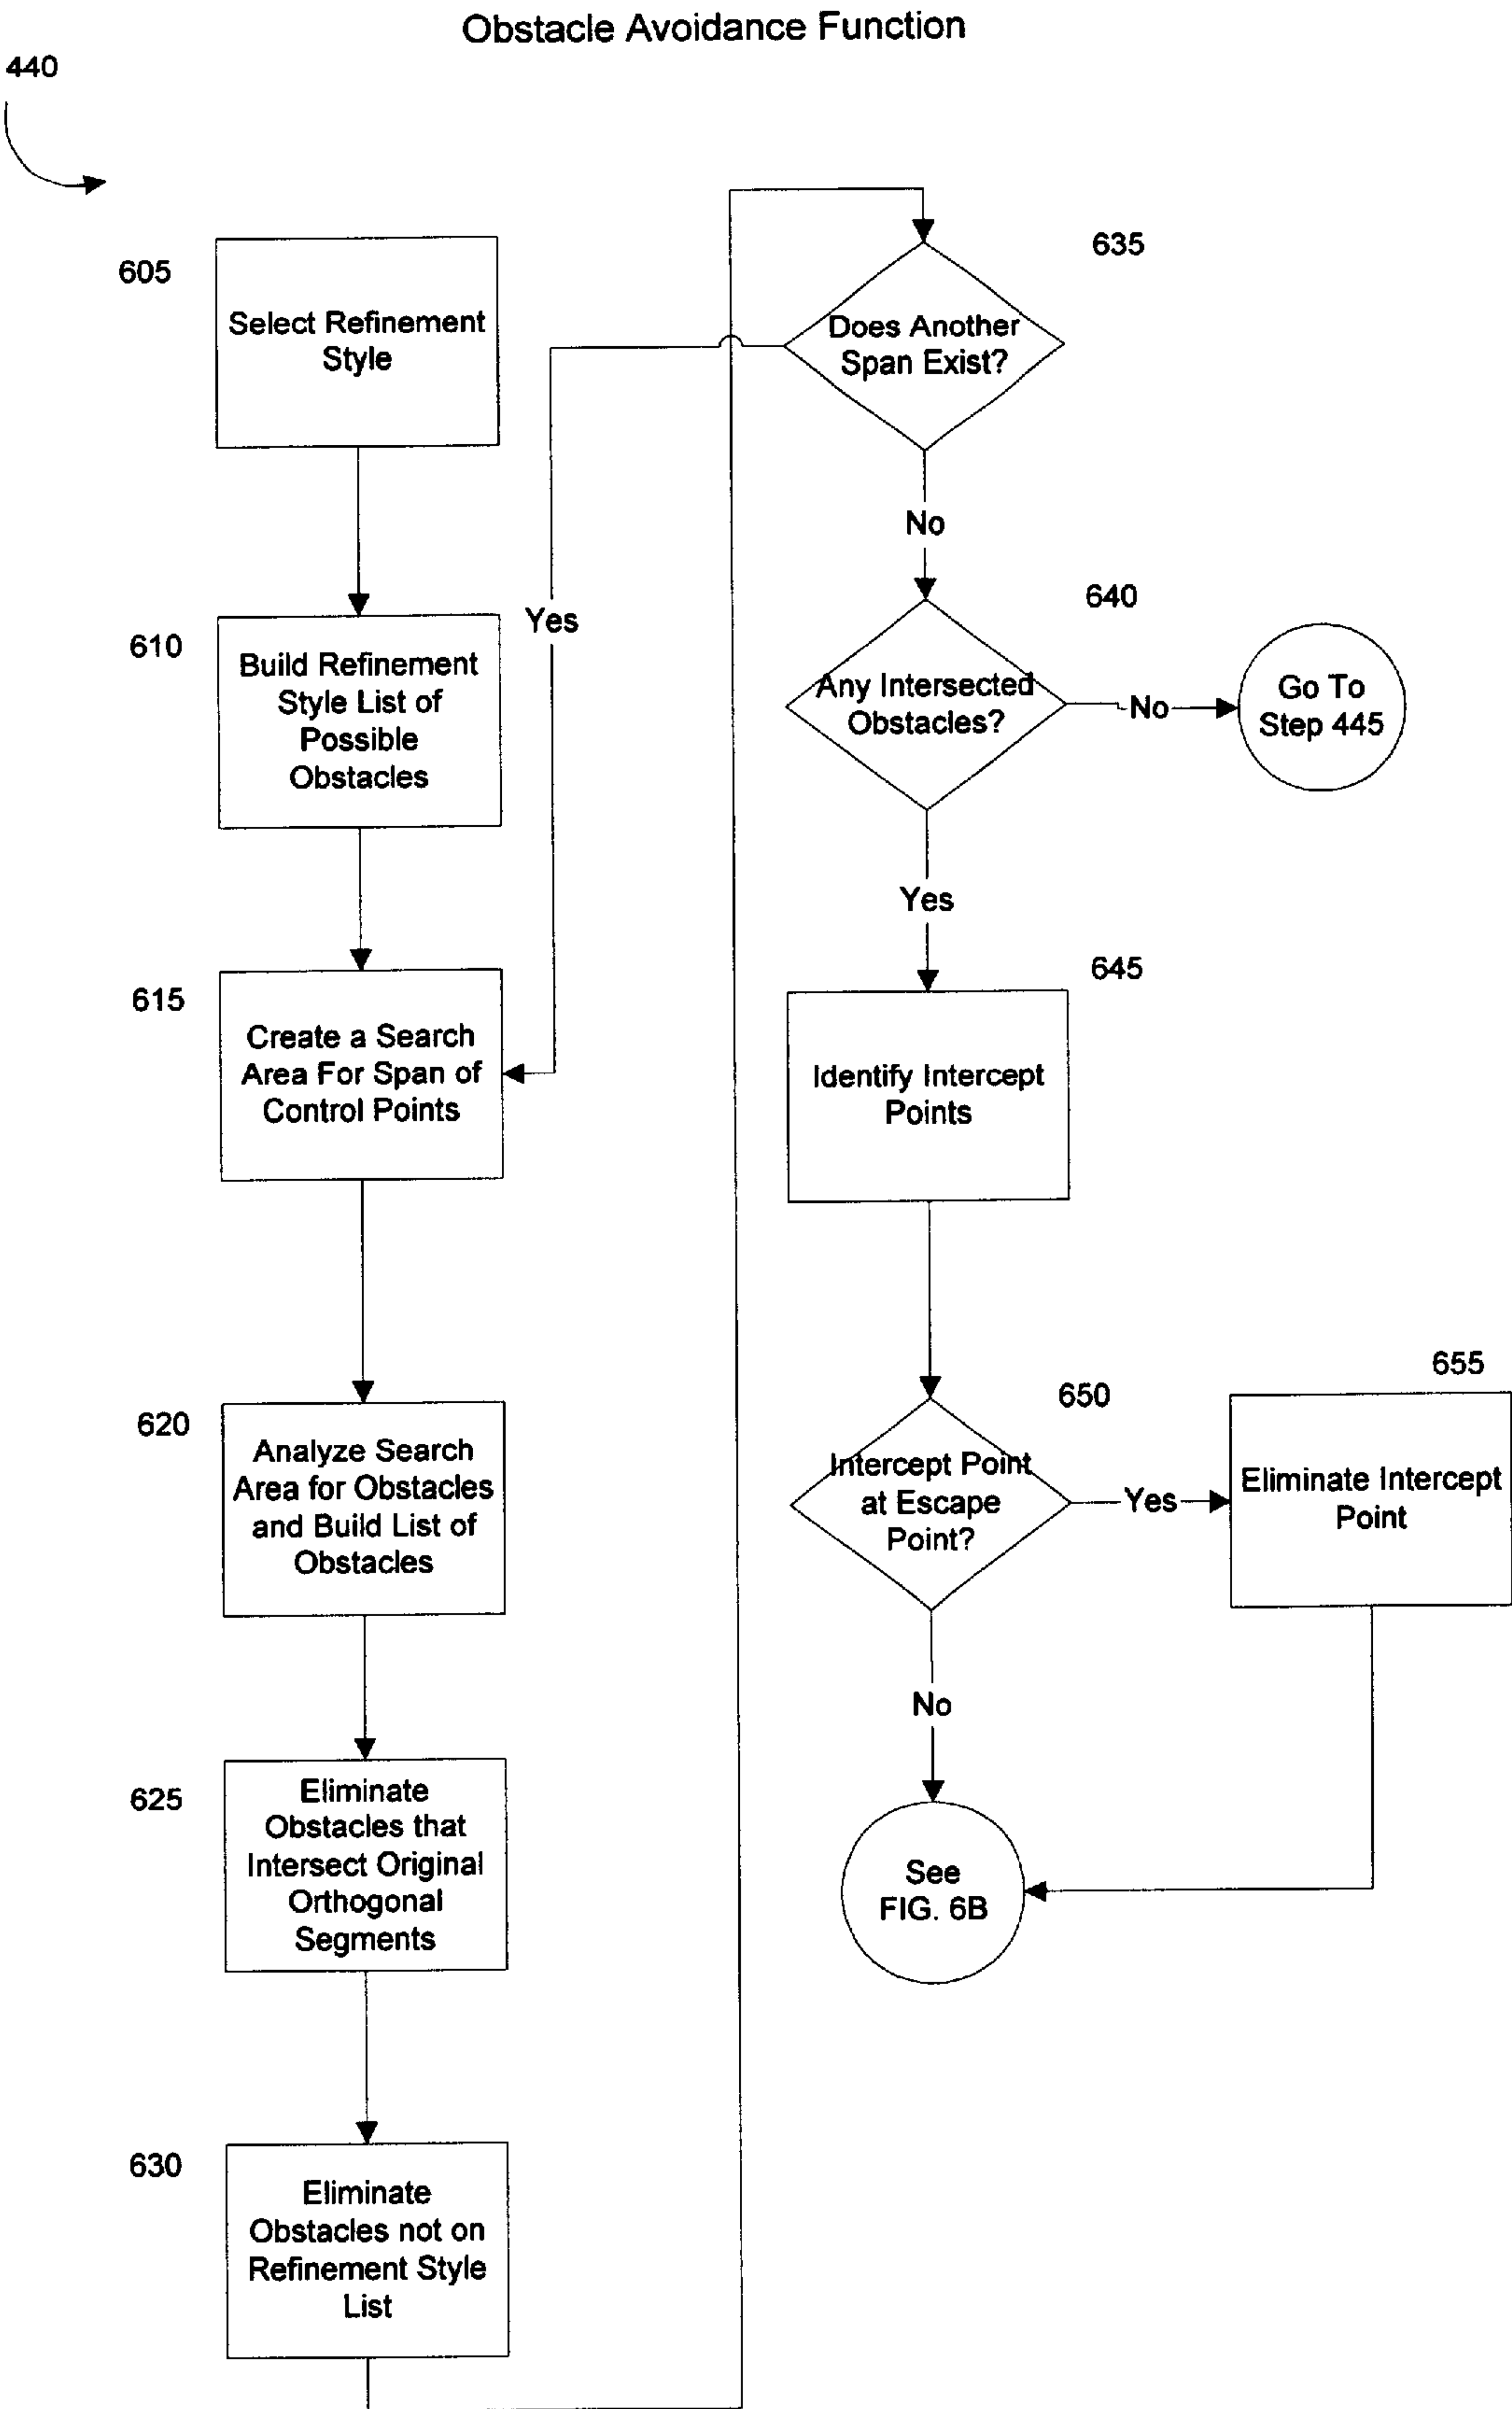 Obstacle Avoidance Function
440
605
Select Refinement
Style
610
Build Refinement
Style List of
Possible
Obstacles
615
Create a Search
Area For Span of
Control Points
620
Analyze Search
Area for Obstacles
and Build List of
Obstacles
625
Eliminate
Obstacles that
Intersect Original
Orthogonal
Segments
630
Eliminate
Obstacles not on
Refinement Style
List
635
Does Another
Span Exist?
Yes
No
640
Any Intersected
Obstacles?
No
Go To
Step 445
Yes
645
Identify Intercept
Points
650
Intercept Point
at Escape
Point?
Yes
655
Eliminate Intercept
Point
No
See
FIG. 6B